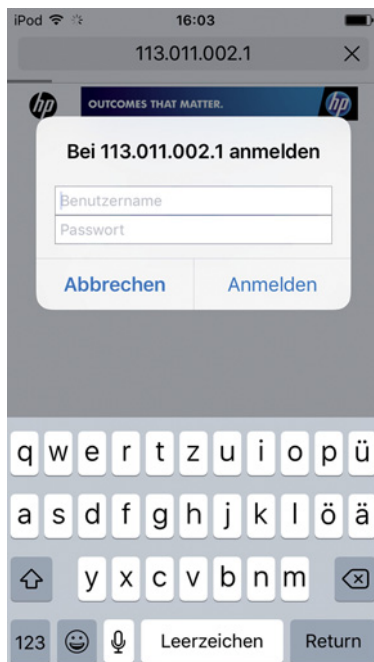 iPod 16:03
113.011.002.1
hp OUTCOMES THAT MATTER. hp
Bei 113.011.002.1 anmelden
Benutzername
Passwort
Abbrechen Anmelden
q w e r t z u i o p ü
a s d f g h j k l ö ä
y x c v b n m
123 Leerzeichen Return